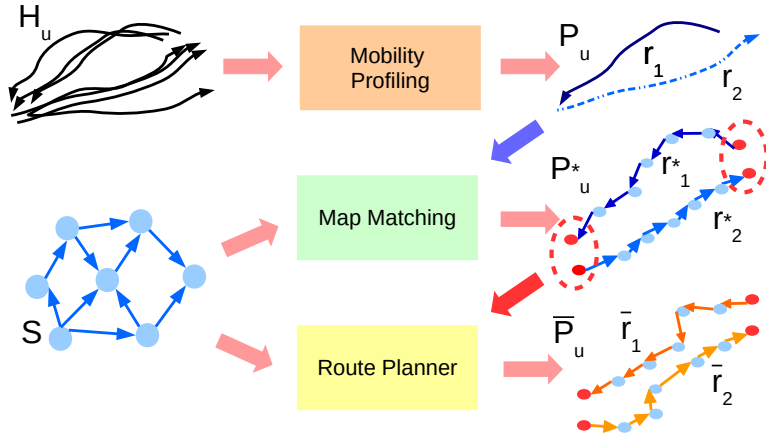 H_u
Mobility
Profiling
P_u
r_1
r_2
Map Matching
P*_u
r*_1
r*_2
S
Route Planner
P̅_u
r̄_1
r̄_2